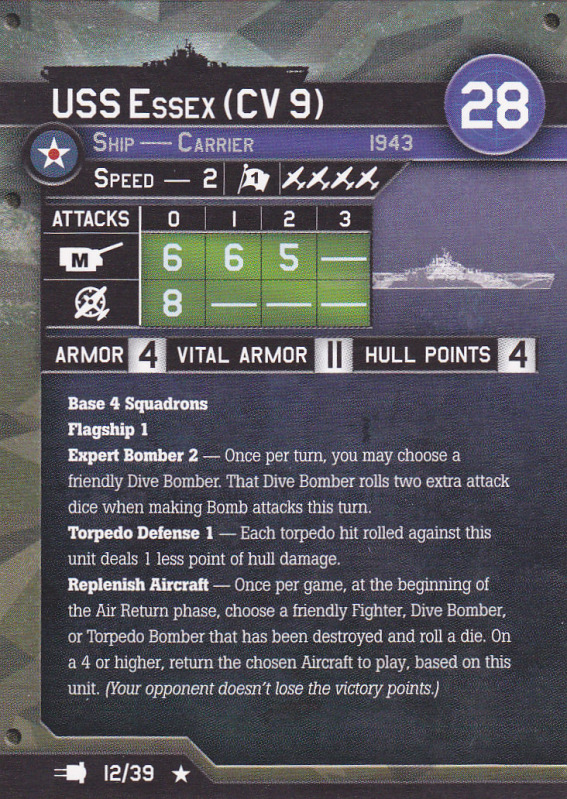 USS ESSEX (CV 9)
28
SHIP — CARRIER 1943
SPEED — 2 1
ATTACKS 0 1 2 3
M 6 6 5 —
8 — — —
ARMOR 4 VITAL ARMOR 11 HULL POINTS 4
Base 4 Squadrons
Flagship 1
Expert Bomber 2 — Once per turn, you may choose a
friendly Dive Bomber. That Dive Bomber rolls two extra attack
dice when making Bomb attacks this turn.
Torpedo Defense 1 — Each torpedo hit rolled against this
unit deals 1 less point of hull damage.
Replenish Aircraft — Once per game, at the beginning of
the Air Return phase, choose a friendly Fighter, Dive Bomber,
or Torpedo Bomber that has been destroyed and roll a die. On
a 4 or higher, return the chosen Aircraft to play, based on this
unit. (Your opponent doesn't lose the victory points.)
12/39 ★